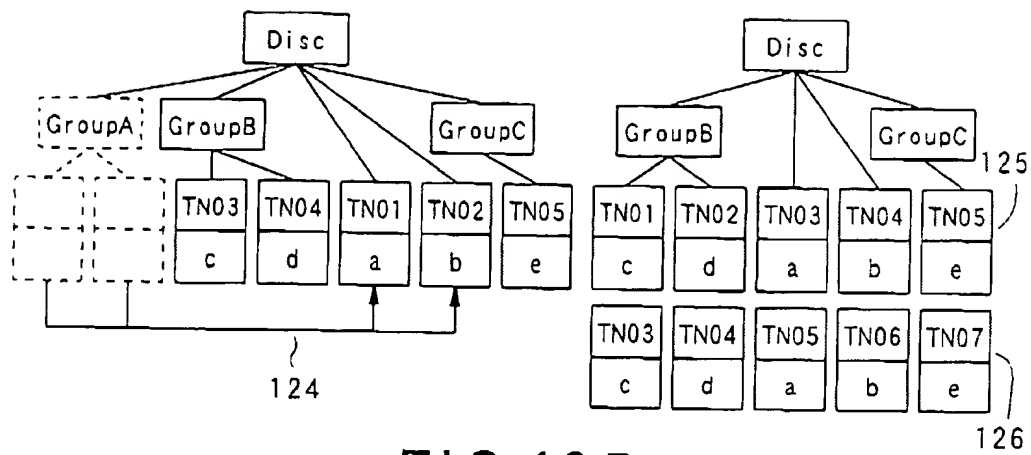 Disc
Disc
GroupA GroupB GroupC
GroupB GroupC
125
TN03 TN04 TN01 TN02 TN05
c d a b e
TN01 TN02 TN03 TN04 TN05
c d a b e
124
TN03 TN04 TN05 TN06 TN07
c d a b e
126